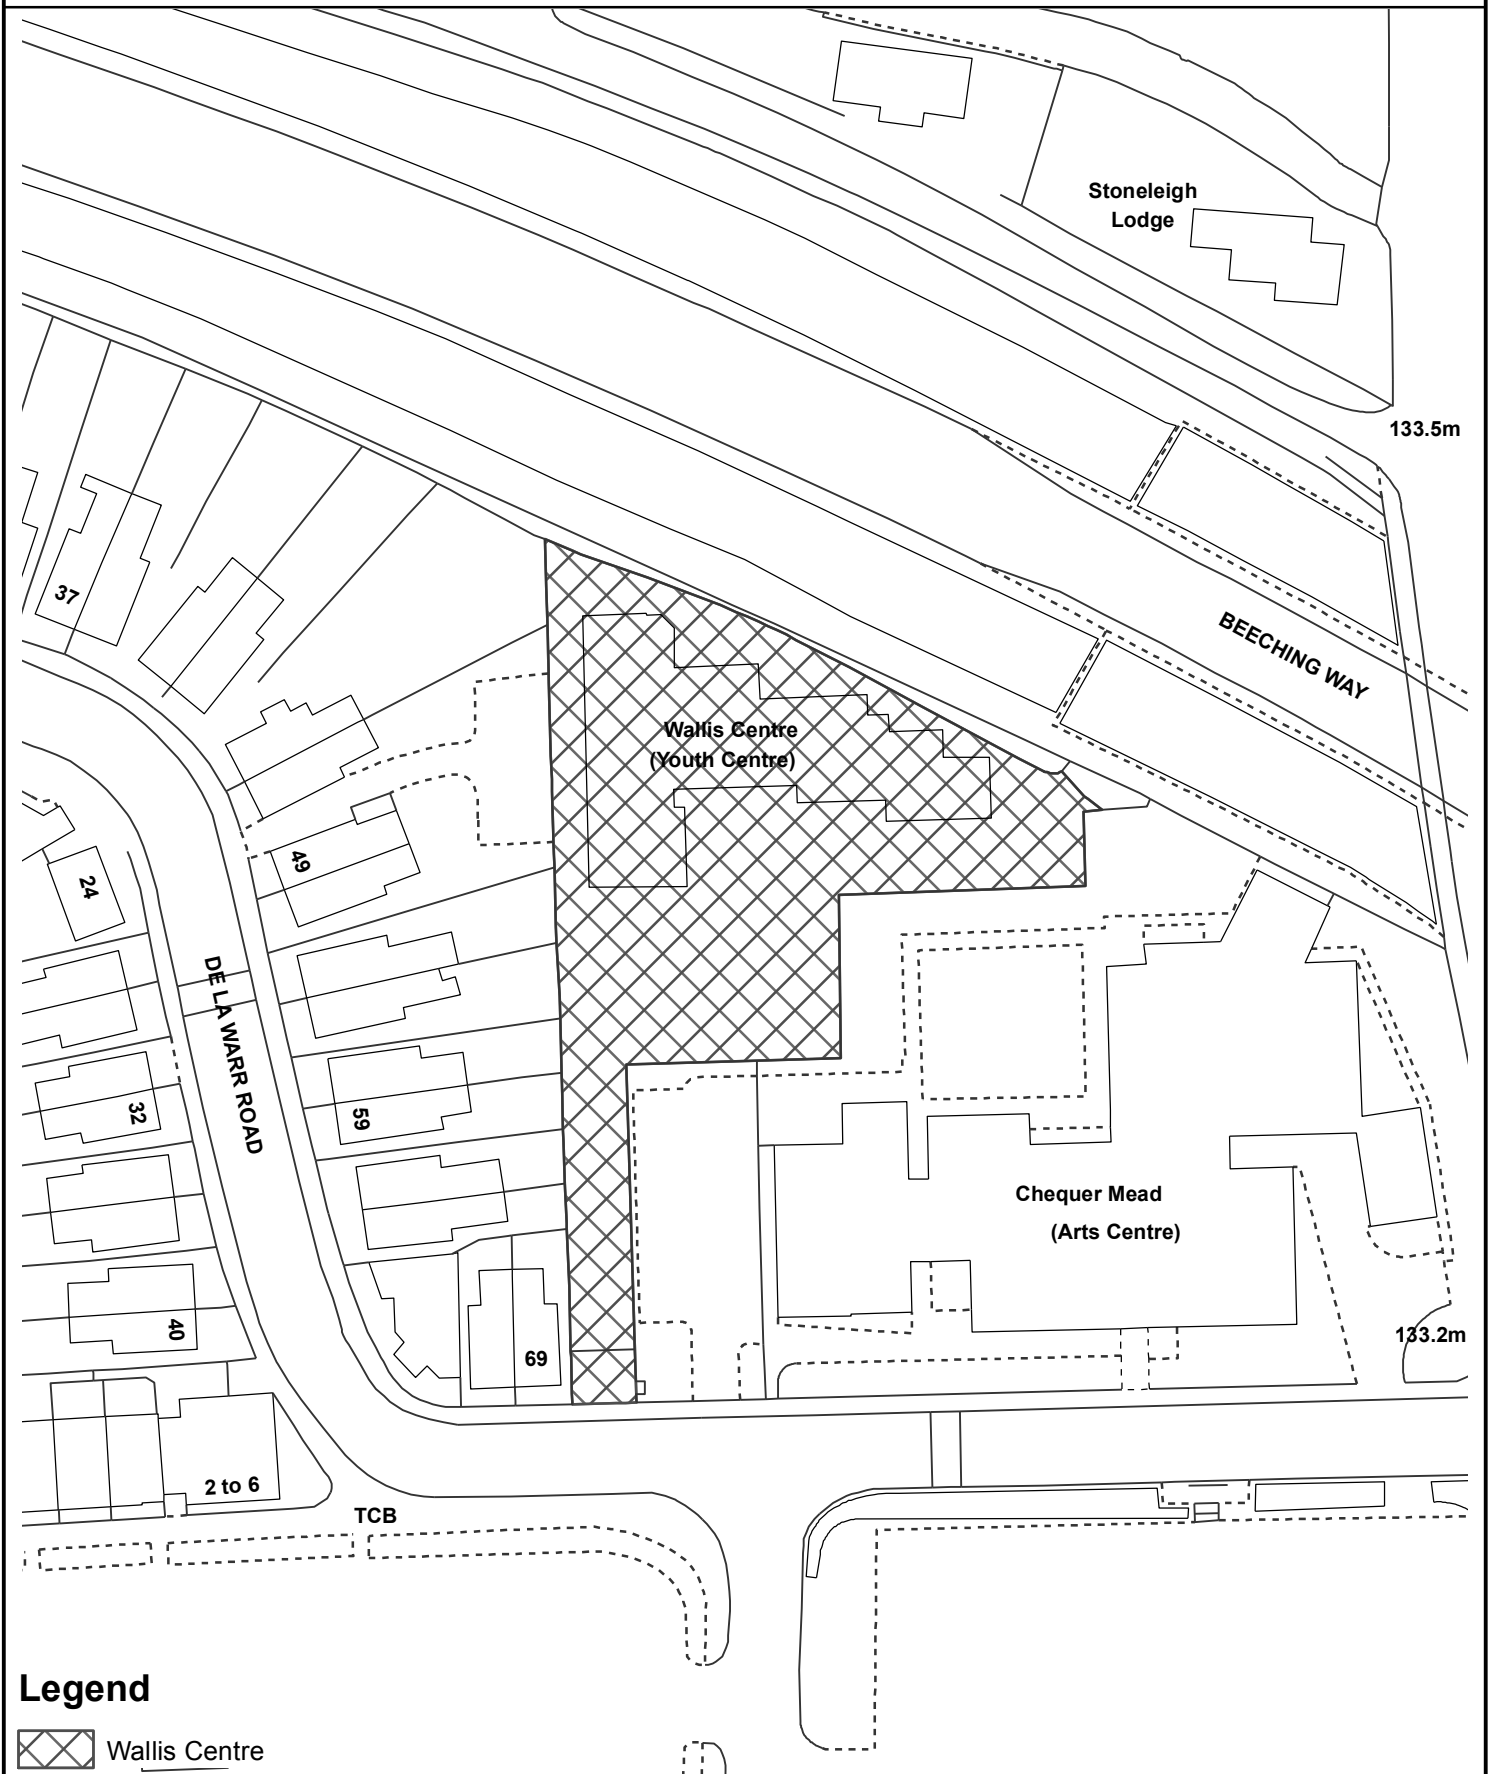 Stoneleigh
Lodge
133.5m
37
BEECHING WAY
Wallis Centre
(Youth Centre)
49
24
DE LA WARR ROAD
32
59
Chequer Mead
(Arts Centre)
40
133.2m
69
2 to 6
TCB
Legend
Wallis Centre